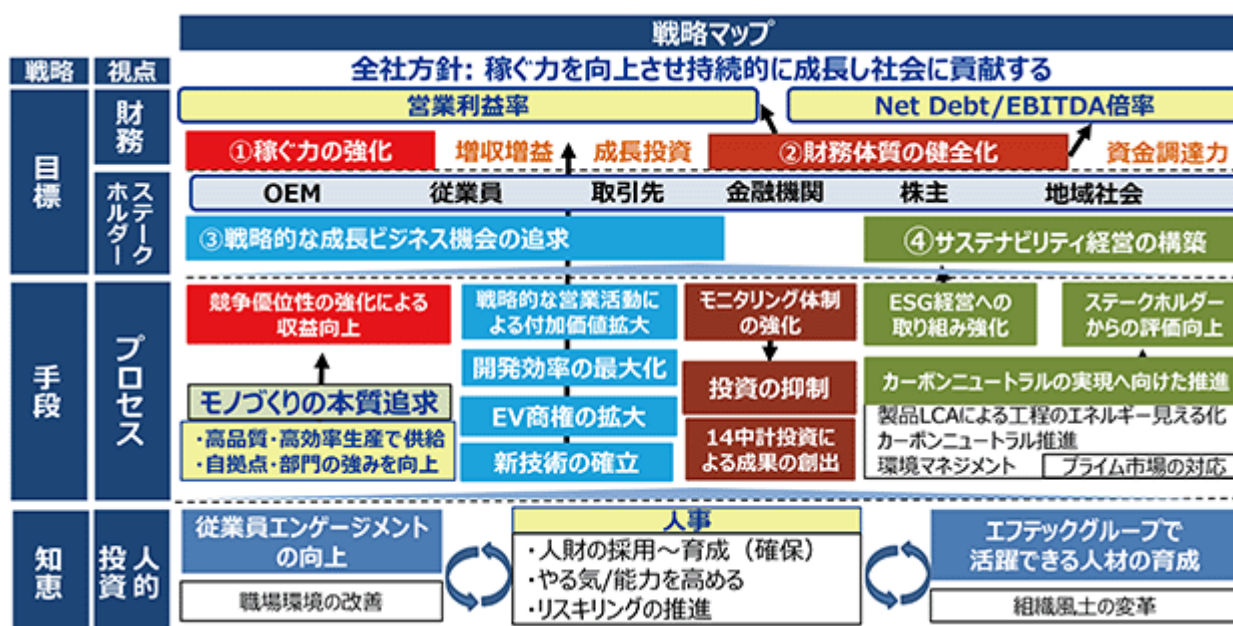 戦略マップ
戦略
視点
全社方針: 稼ぐ力を向上させ持続的に成長し社会に貢献する
目標
財務
営業利益率
Net Debt/EBITDA倍率
①稼ぐ力の強化
増収増益
成長投資
②財務体質の健全化
資金調達力
ステークホルダー
OEM
従業員
取引先
金融機関
株主
地域社会
③戦略的な成長ビジネス機会の追求
④サステナビリティ経営の構築
手段
プロセス
競争優位性の強化による
収益向上
モノづくりの本質追求
・高品質・高効率生産で供給
・自拠点・部門の強みを向上
戦略的な営業活動に
よる付加価値拡大
開発効率の最大化
EV商権の拡大
新技術の確立
モニタリング体制
の強化
投資の抑制
14中計投資に
よる成果の創出
ESG経営への
取り組み強化
ステークホルダー
からの評価向上
カーボンニュートラルの実現へ向けた推進
製品LCAによる工程のエネルギー見える化
カーボンニュートラル推進
環境マネジメント
プライム市場の対応
知恵
人的投資
従業員エンゲージメント
の向上
職場環境の改善
人事
・人財の採用～育成（確保）
・やる気/能力を高める
・リスキリングの推進
エフテックグループで
活躍できる人材の育成
組織風土の変革